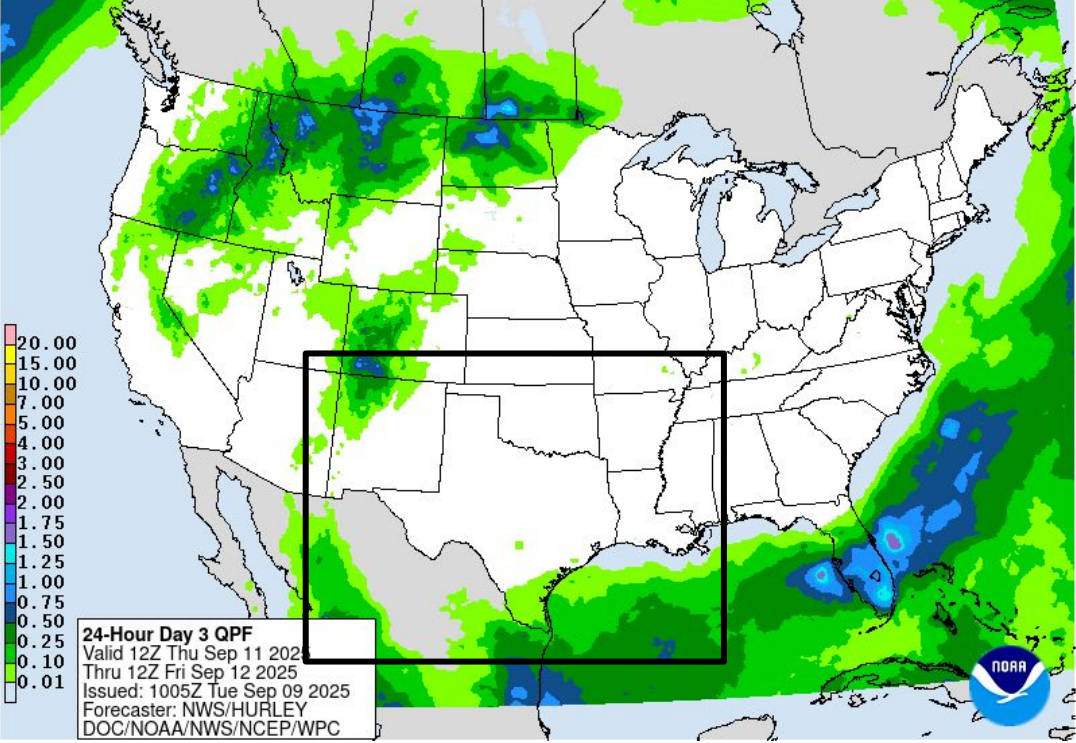 20.00
15.00
10.00
7.00
5.00
4.00
3.00
2.50
2.00
1.75
1.50
1.25
1.00
0.75
0.50
0.25
0.10
0.01
24-Hour Day 3 QPF
Valid 12Z Thu Sep 11 2025
Thru 12Z Fri Sep 12 2025
Issued: 1005Z Tue Sep 09 2025
Forecaster: NWS/HURLEY
DOC/NOAA/NWS/NCEP/WPC
NOAA